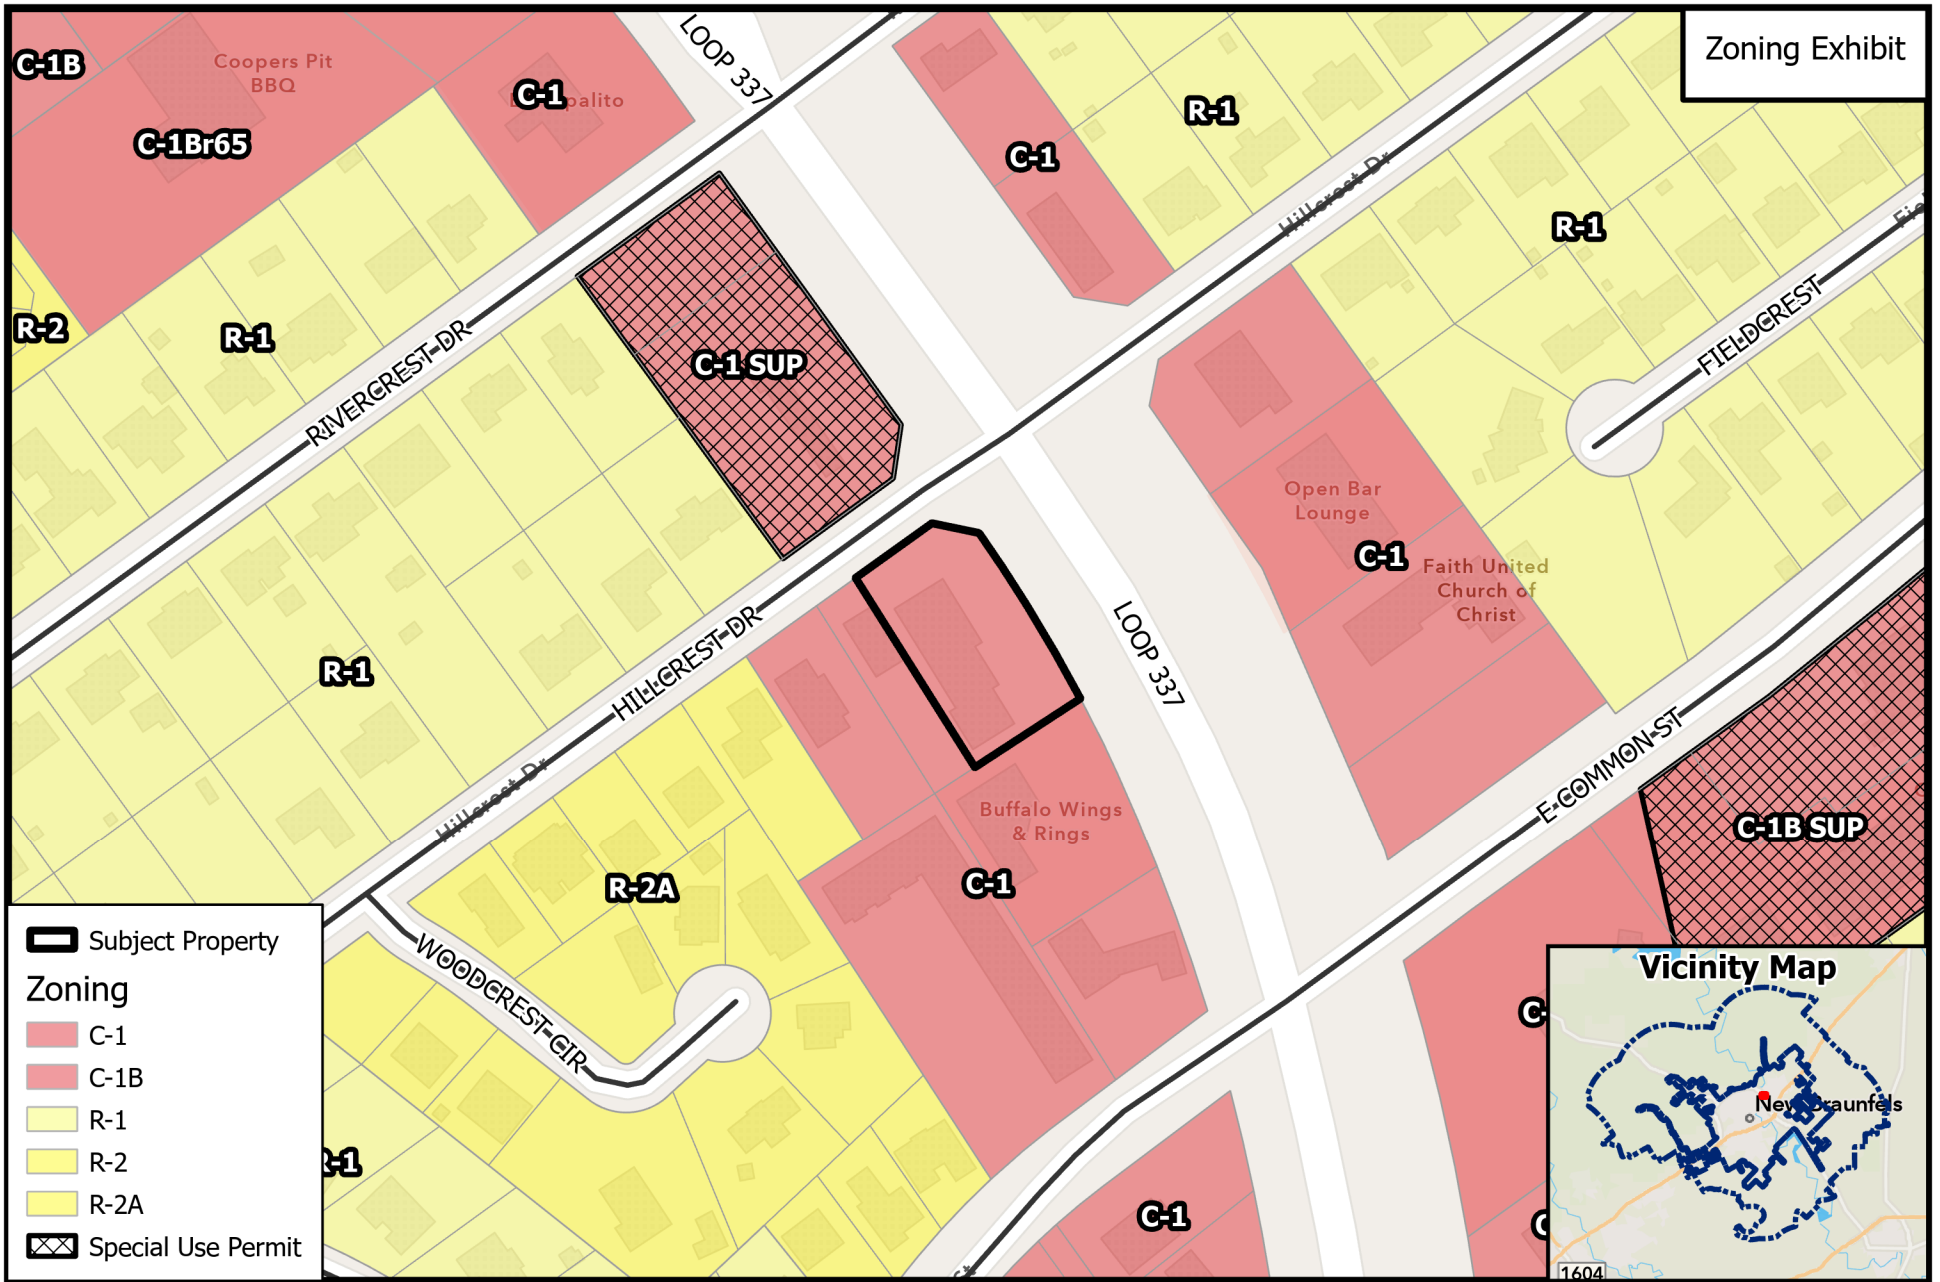 Zoning Exhibit
LOOP 337
C-1B
Coopers Pit
BBQ
C-1
C-1Br65
C-1
R-1
Hillcrest Dr
R-1
R-2
R-1
RIVERCREST DR
C-1 SUP
FIELDCREST
Open Bar
Lounge
C-1
Faith United
Church of
Christ
LOOP 337
HILLCREST DR
R-1
Hillcrest Dr
Buffalo Wings
& Rings
E COMMON ST
C-1B SUP
C-1
R-2A
WOODCREST CIR
R-1
C-1
Subject Property
Zoning
C-1
C-1B
R-1
R-2
R-2A
Special Use Permit
Vicinity Map
New Braunfels
1604